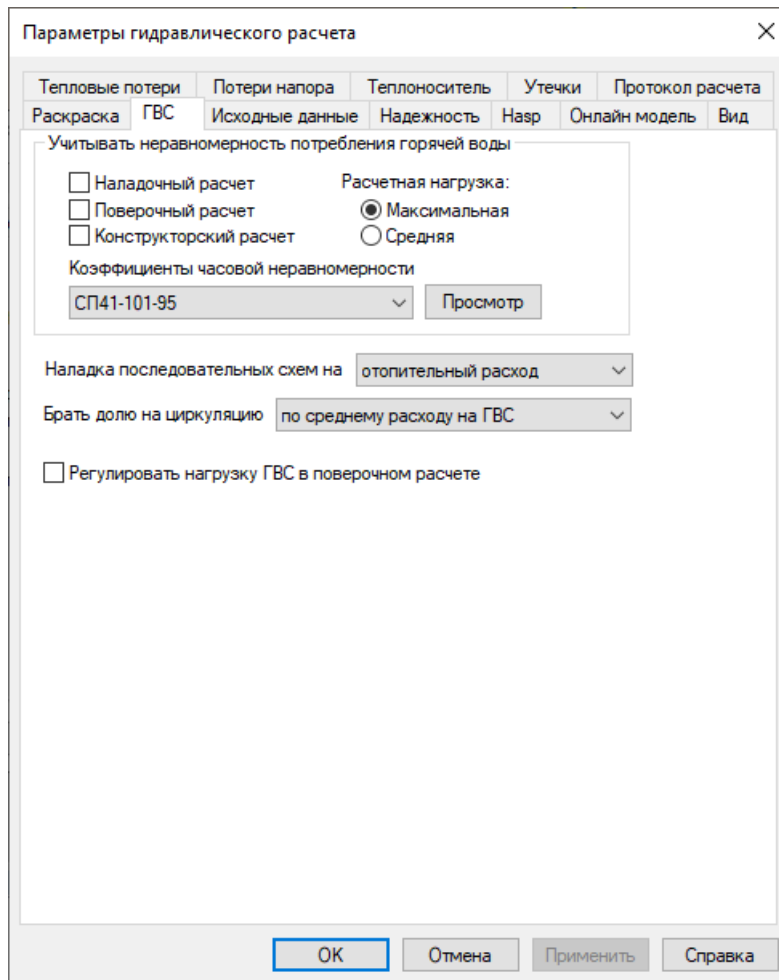 Параметры гидравлического расчета
Тепловые потери Потери напора Теплоноситель Утечки Протокол расчета
Раскраска ГВС Исходные данные Надежность Hasp Онлайн модель Вид
Учитывать неравномерность потребления горячей воды
Наладочный расчет Расчетная нагрузка:
Поверочный расчет Максимальная
Конструкторский расчет Средняя
Коэффициенты часовой неравномерности
СП41-101-95 Просмотр
Наладка последовательных схем на отопительный расход
Брать долю на циркуляцию по среднему расходу на ГВС
Регулировать нагрузку ГВС в поверочном расчете
OK Отмена Применить Справка